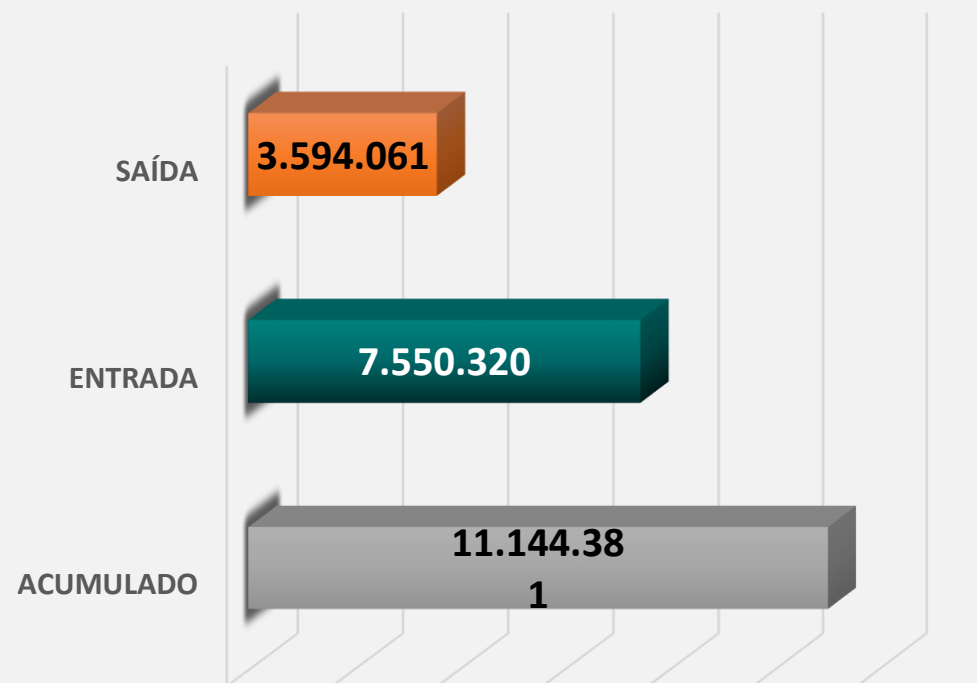 SAÍDA
3.594.061
ENTRADA
7.550.320
ACUMULADO
11.144.38
1